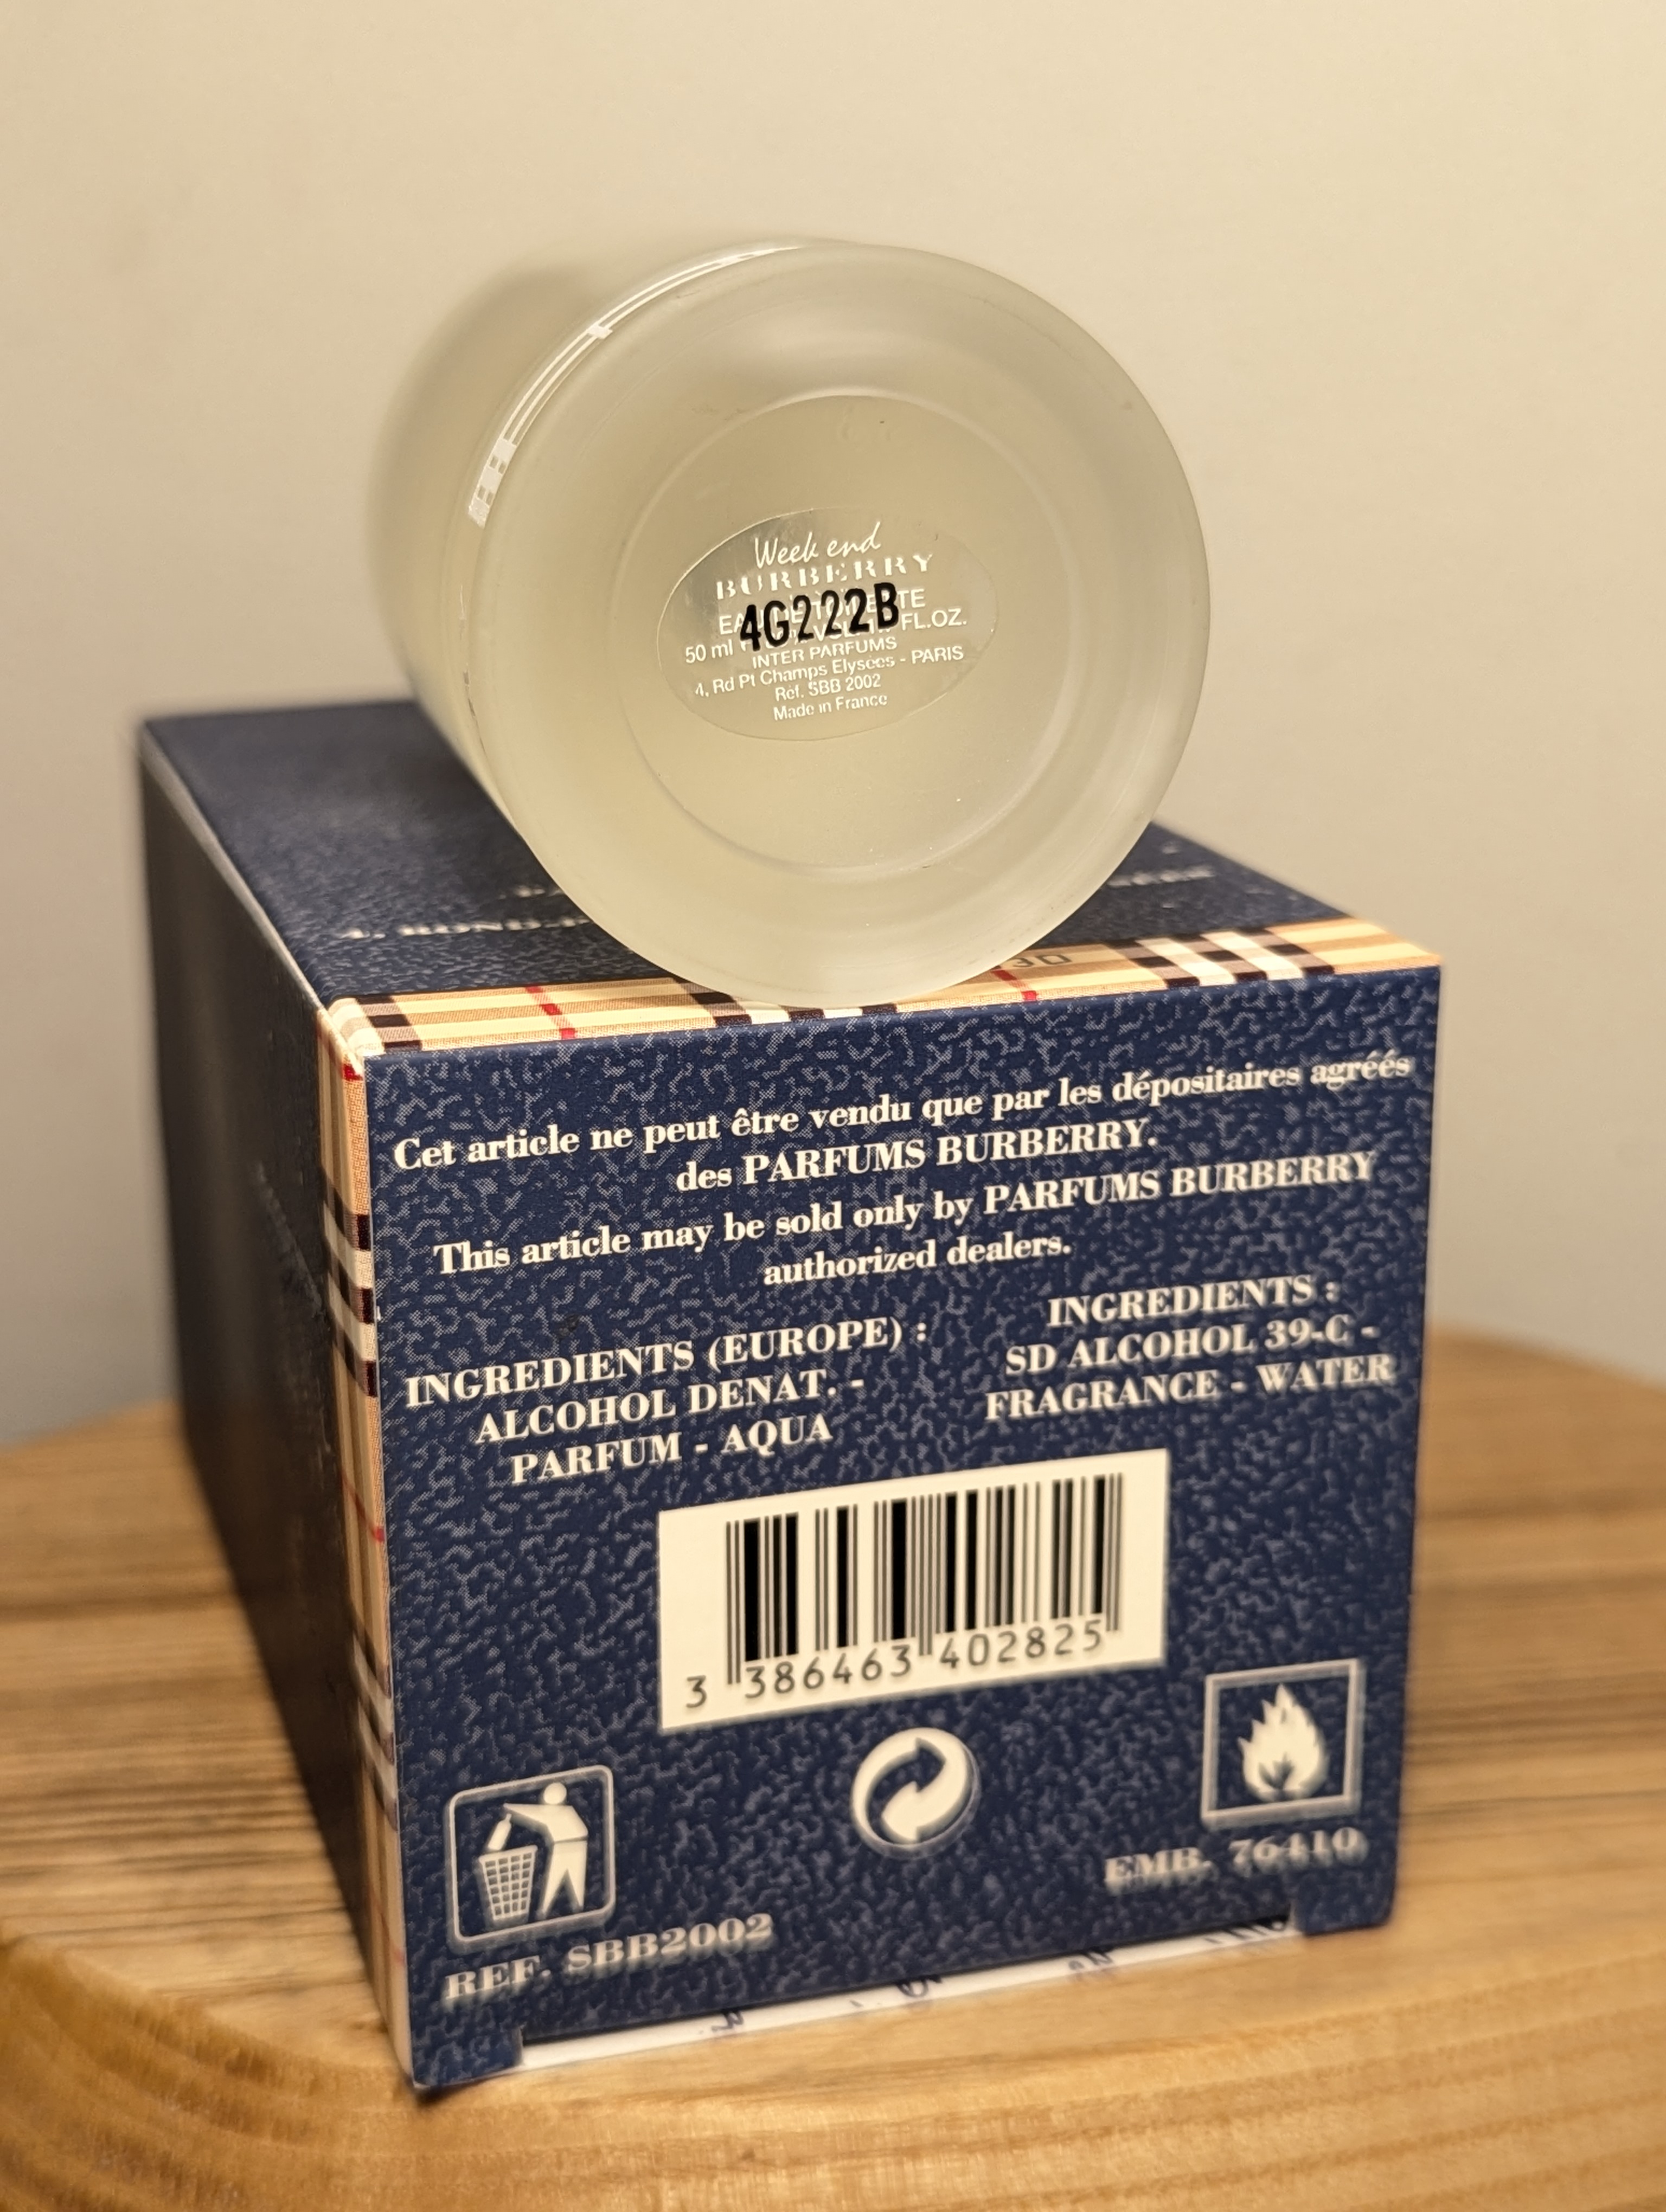 Week end
BURBERRY
4G222B
50 ml FL.OZ.
INTER PARFUMS
4, Rd Pt Champs Elysées - PARIS
Réf. SBB 2002
Made in France
Cet article ne peut être vendu que par les dépositaires agréés
des PARFUMS BURBERRY.
This article may be sold only by PARFUMS BURBERRY
authorized dealers.
INGREDIENTS (EUROPE) :
ALCOHOL DENAT. -
PARFUM - AQUA
INGREDIENTS :
SD ALCOHOL 39-C -
FRAGRANCE - WATER
3 386463 402825
EMB. 76410
REF. SBB2002